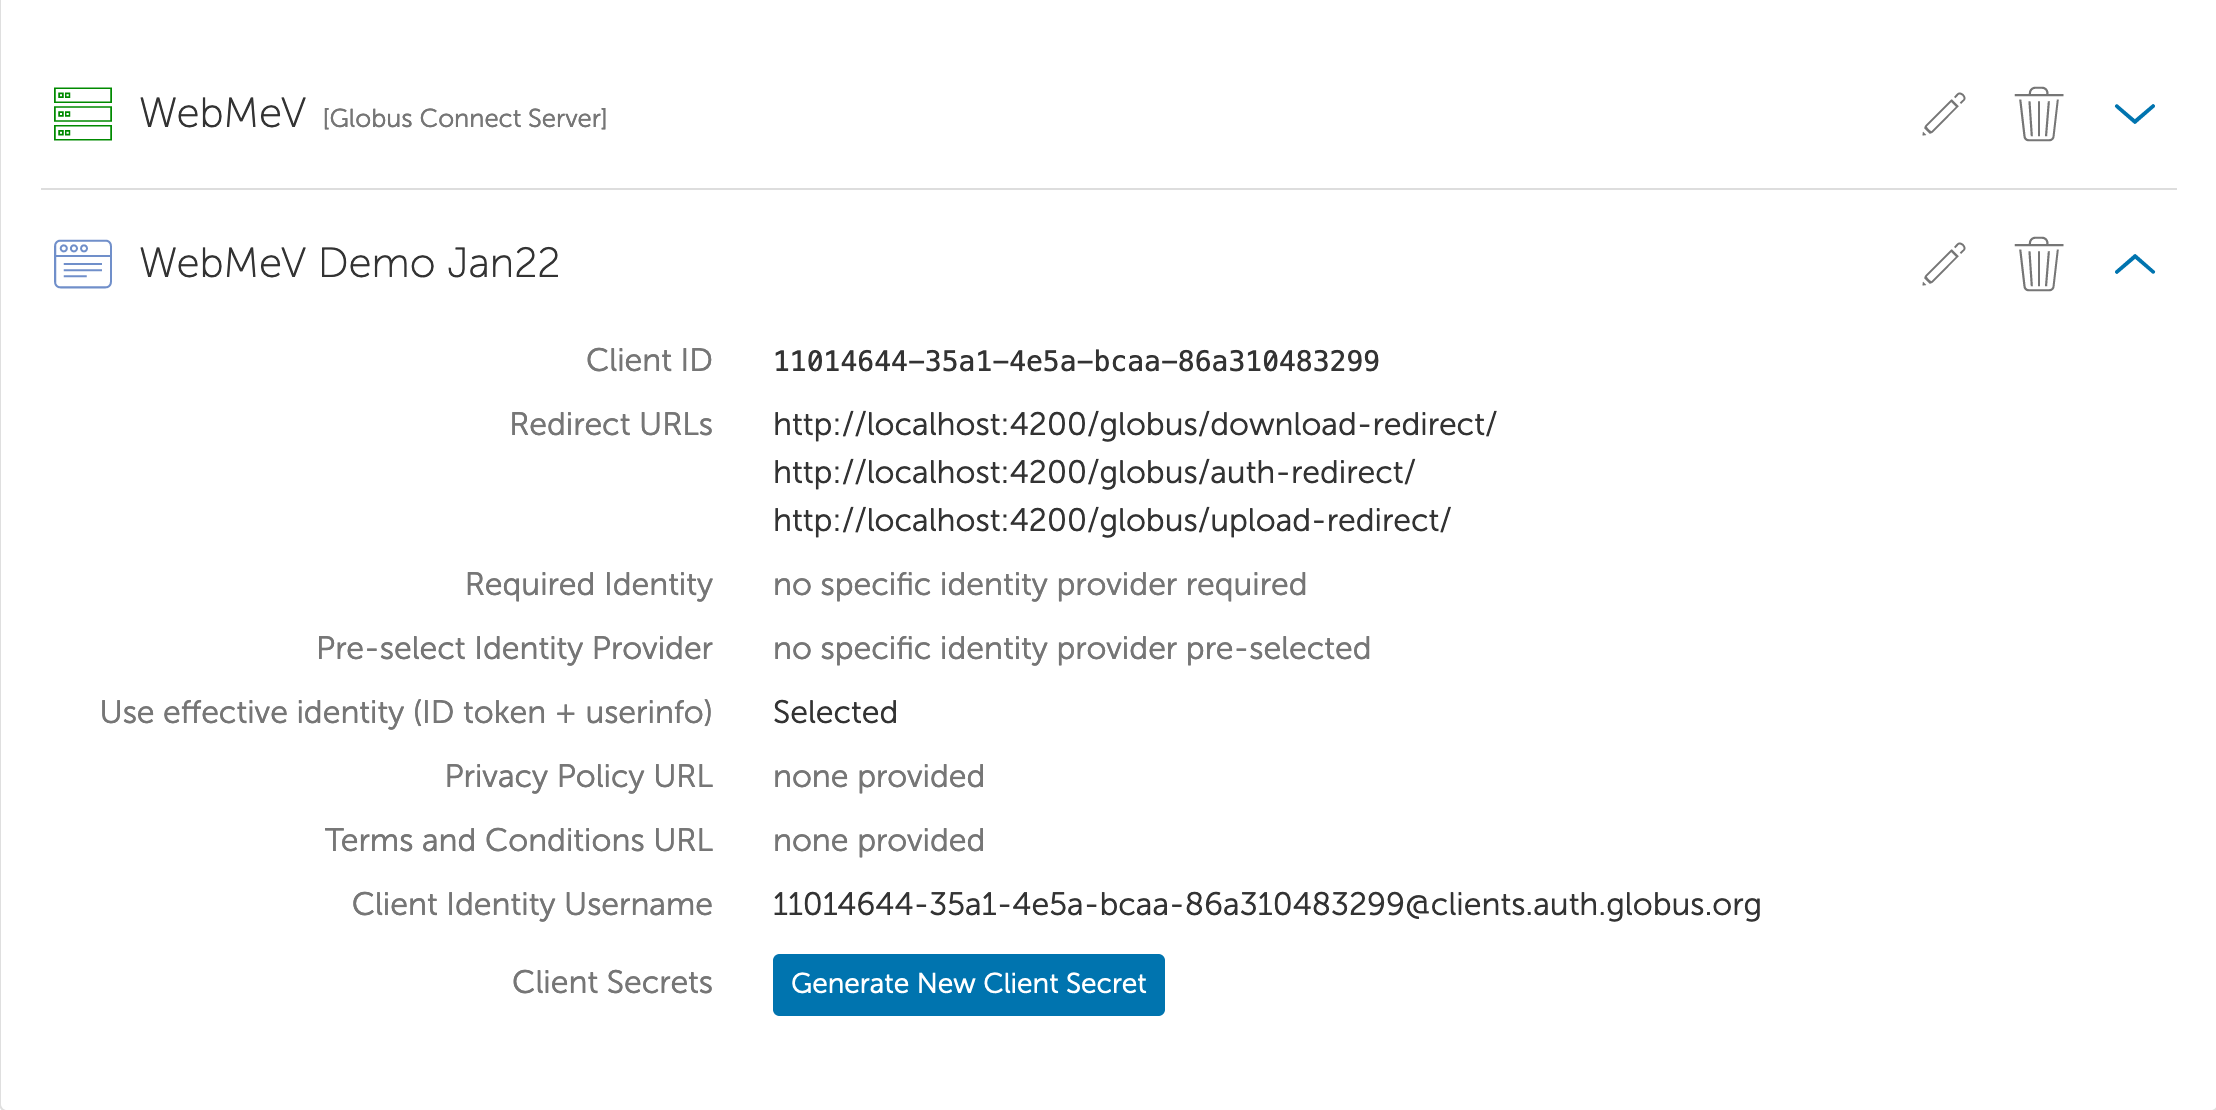 WebMeV [Globus Connect Server]
WebMeV Demo Jan22
Client ID 11014644-35a1-4e5a-bcaa-86a310483299
Redirect URLs http://localhost:4200/globus/download-redirect/
http://localhost:4200/globus/auth-redirect/
http://localhost:4200/globus/upload-redirect/
Required Identity no specific identity provider required
Pre-select Identity Provider no specific identity provider pre-selected
Use effective identity (ID token + userinfo) Selected
Privacy Policy URL none provided
Terms and Conditions URL none provided
Client Identity Username 11014644-35a1-4e5a-bcaa-86a310483299@clients.auth.globus.org
Client Secrets Generate New Client Secret